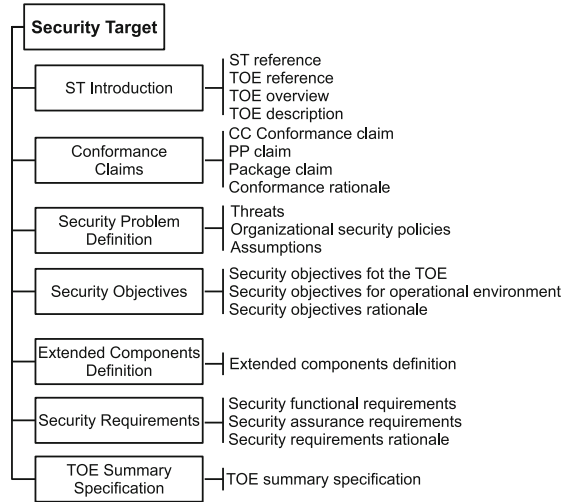 Security Target
ST Introduction
ST reference
TOE reference
TOE overview
TOE description
Conformance
Claims
CC Conformance claim
PP claim
Package claim
Conformance rationale
Security Problem
Definition
Threats
Organizational security policies
Assumptions
Security Objectives
Security objectives fot the TOE
Security objectives for operational environment
Security objectives rationale
Extended Components
Definition
Extended components definition
Security Requirements
Security functional requirements
Security assurance requirements
Security requirements rationale
TOE Summary
Specification
TOE summary specification